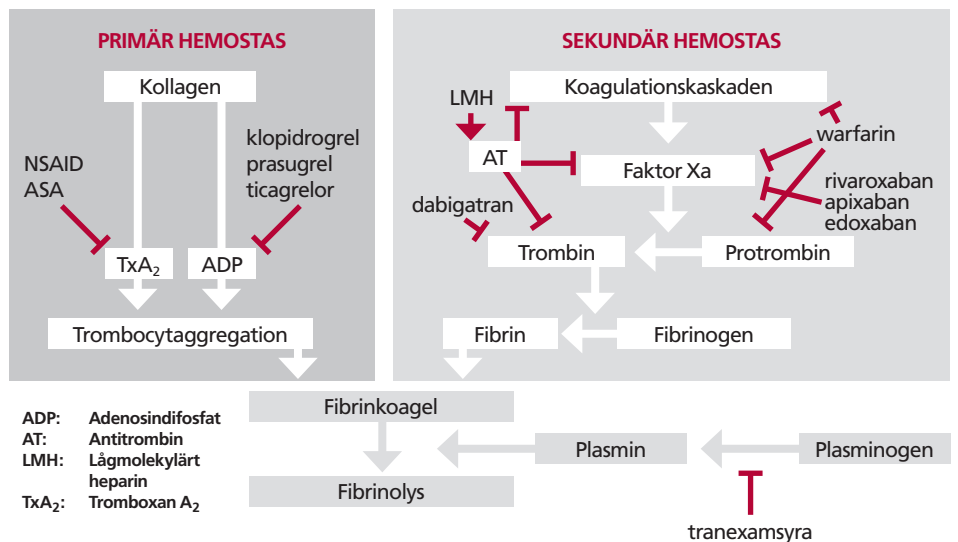 PRIMÄR HEMOSTAS
Kollagen
NSAID
ASA
klopidrogrel
prasugrel
ticagrelor
TxA2
ADP
Trombocytaggregation
SEKUNDÄR HEMOSTAS
Koagulationskaskaden
LMH
AT
warfarin
Faktor Xa
rivaroxaban
apixaban
edoxaban
dabigatran
Trombin
Protrombin
Fibrin
Fibrinogen
Fibrinkoagel
Plasmin
Plasminogen
Fibrinolys
tranexamsyra
ADP: Adenosindifosfat
AT: Antitrombin
LMH: Lågmolekylärt
heparin
TxA2: Tromboxan A2